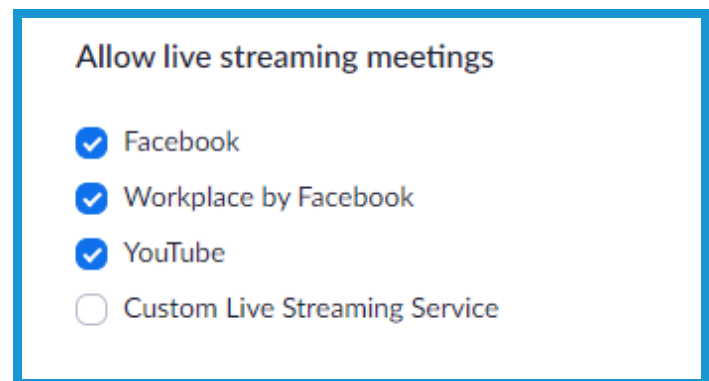 Allow live streaming meetings
Facebook
Workplace by Facebook
YouTube
Custom Live Streaming Service